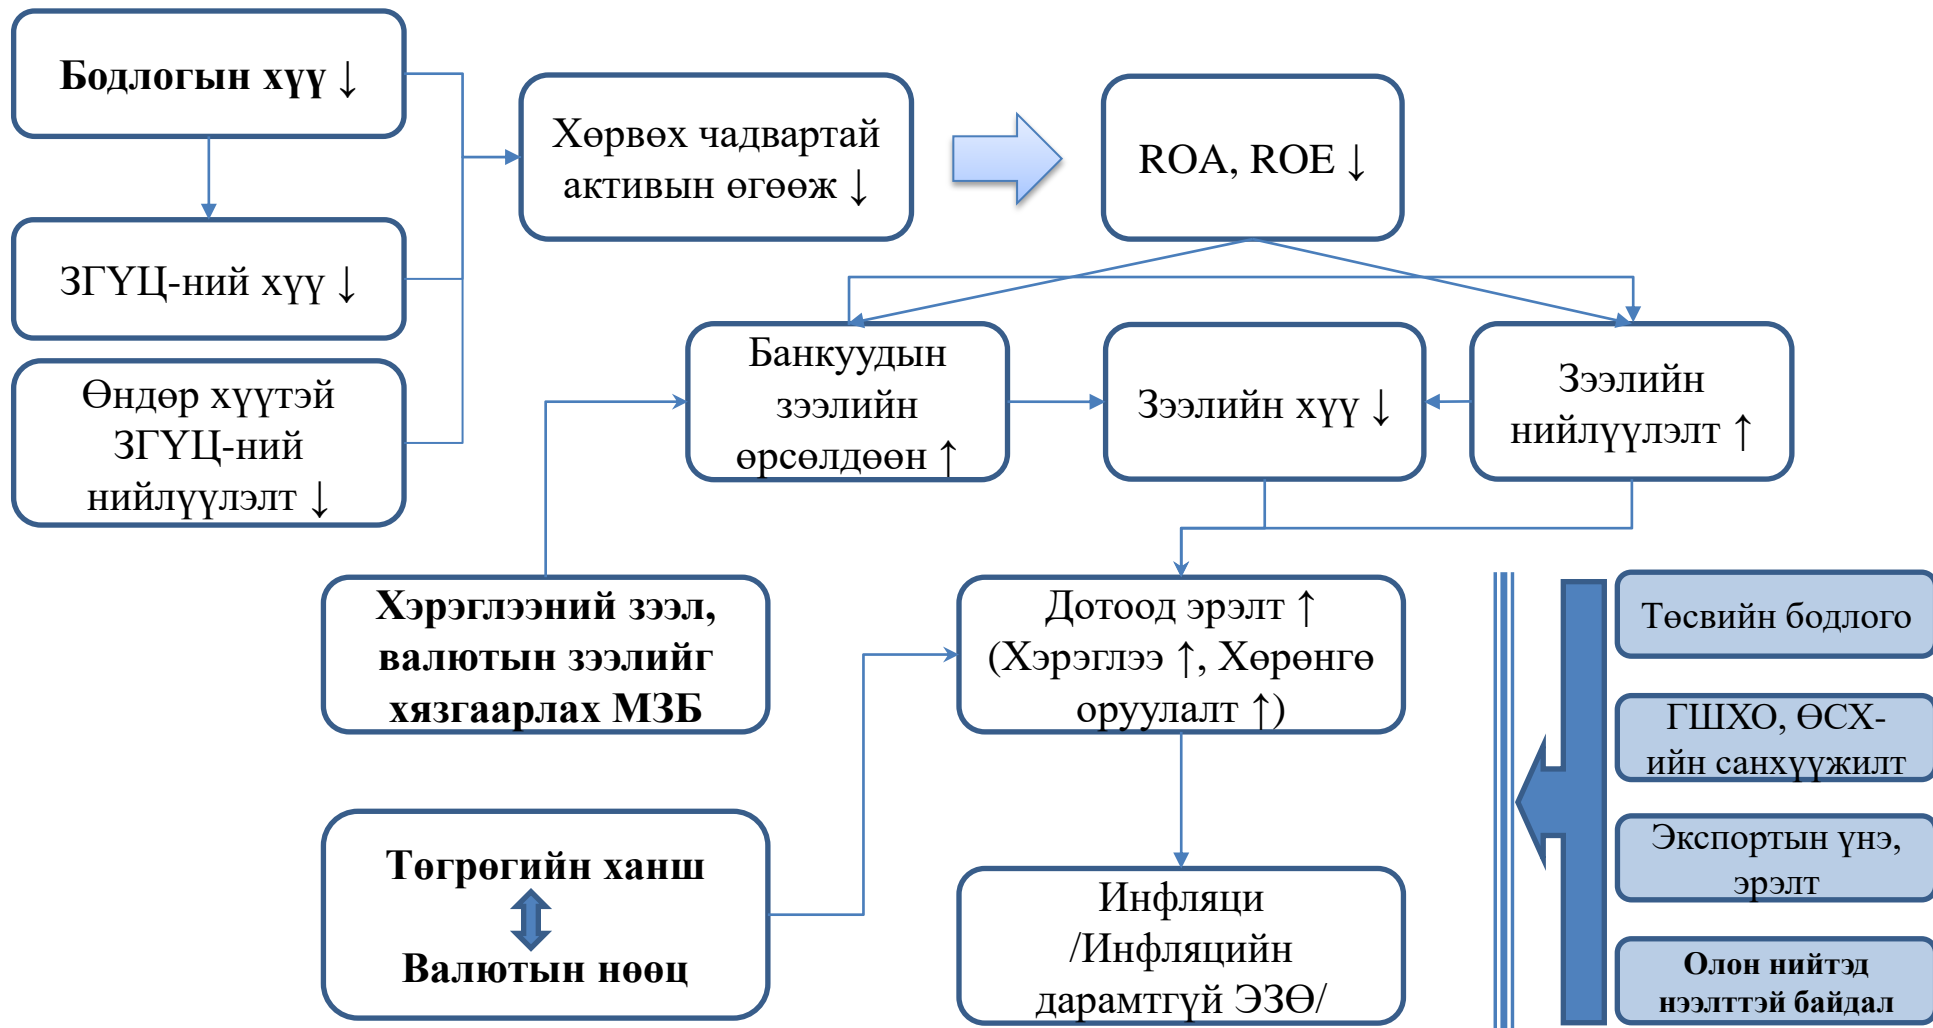 Бодлогын хүү ↓
Хөрвөх чадвартай
активын өгөөж ↓
ROA, ROE ↓
ЗГҮЦ-ний хүү ↓
Өндөр хүүтэй
ЗГҮЦ-ний
нийлүүлэлт ↓
Банкуудын
зээлийн
өрсөлдөөн ↑
Зээлийн хүү ↓
Зээлийн
нийлүүлэлт ↑
Хэрэглээний зээл,
валютын зээлийг
хязгаарлах МЗБ
Дотоод эрэлт ↑
(Хэрэглээ ↑, Хөрөнгө
оруулалт ↑)
Төгрөгийн ханш
Валютын нөөц
Инфляци
/Инфляцийн
дарамтгүй ЭЗӨ/
Төсвийн бодлого
ГШХО, ӨСХ-
ийн санхүүжилт
Экспортын үнэ,
эрэлт
Олон нийтэд
нээлттэй байдал